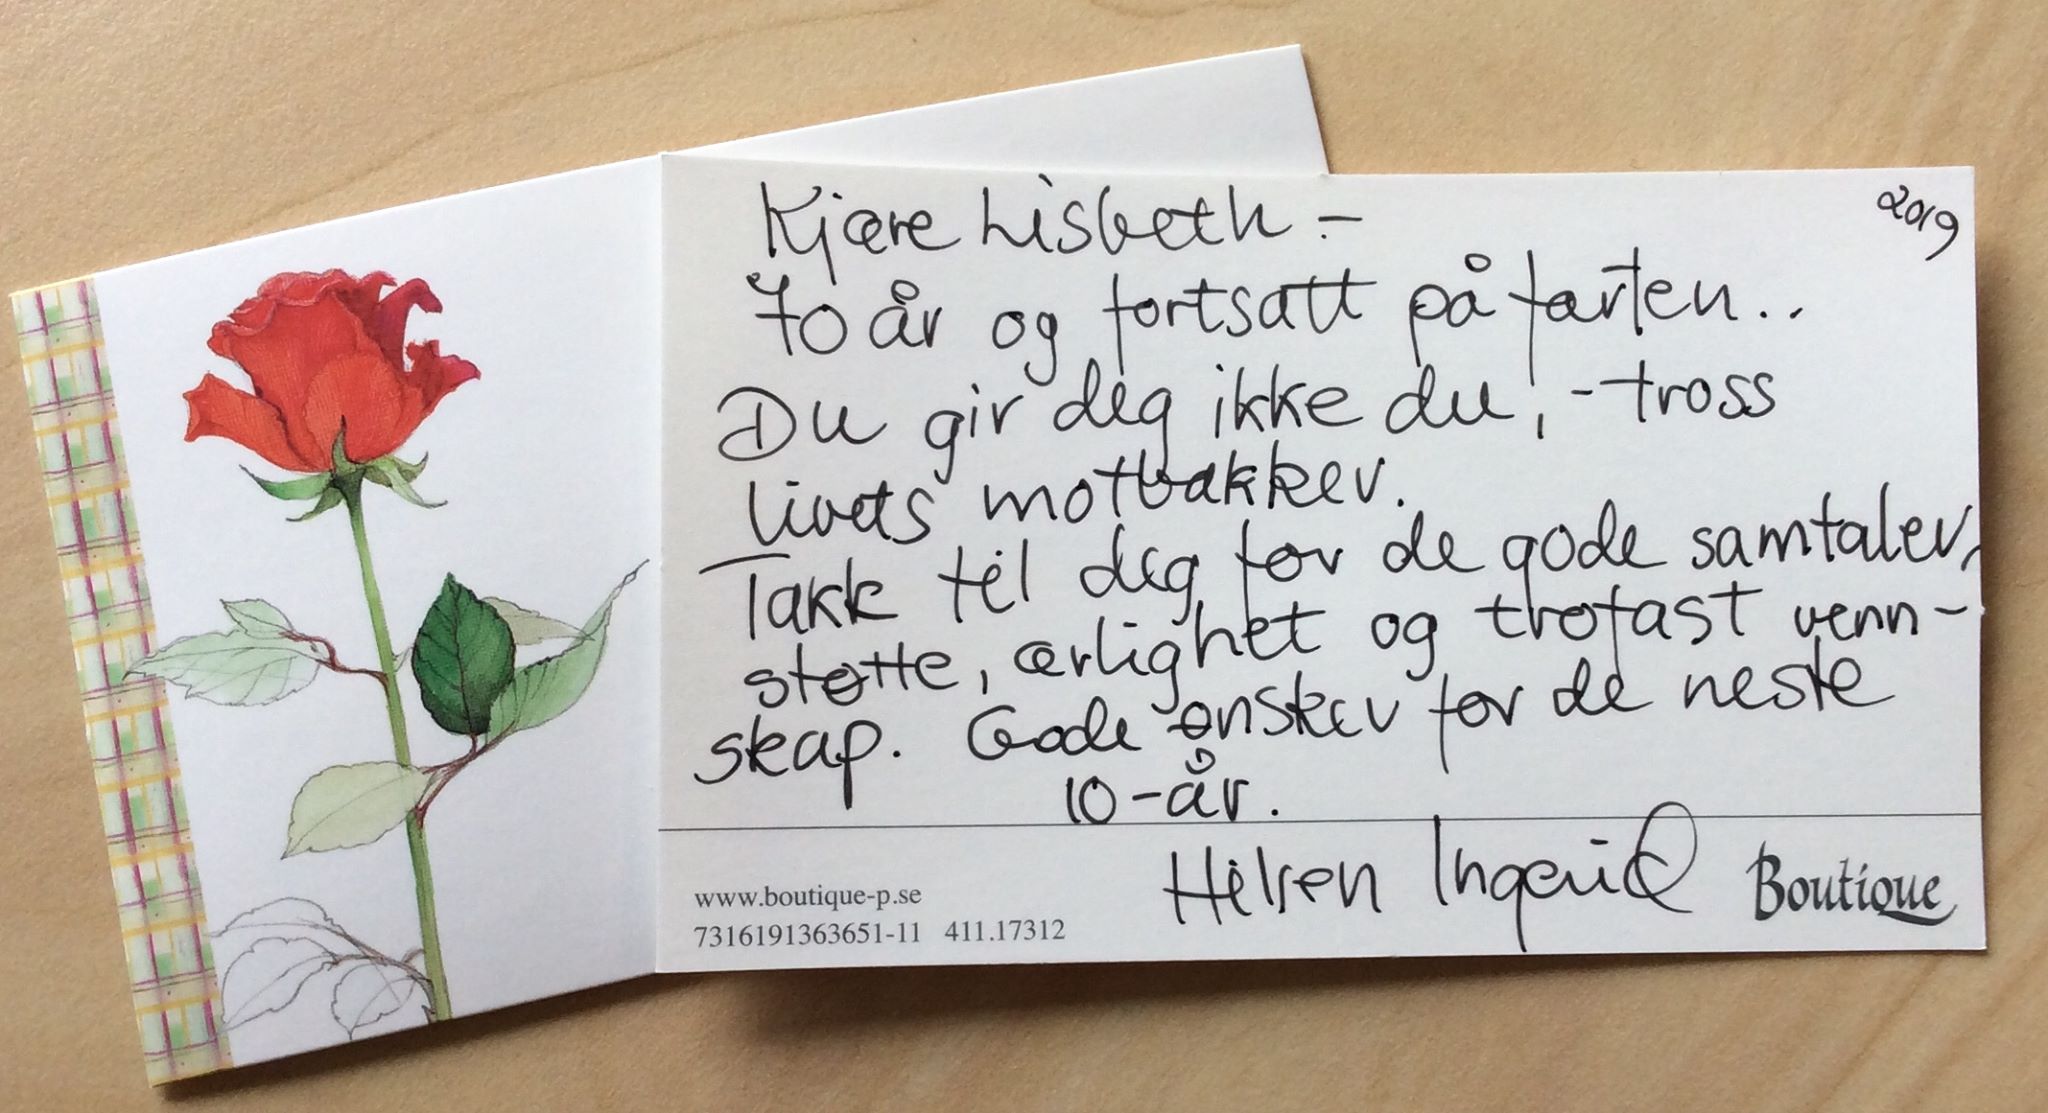 2019
Kjære Lisbeth -
70 år og fortsatt på farten..
Du gir deg ikke du, - tross
livets motbakker.
Takk til deg for de gode samtaler,
støtte, ærlighet og trofast venn-
skap. Gode ønsker for de neste
10-år.
Hilsen Ingerid
www.boutique-p.se
7316191363651-11 411.17312
Boutique